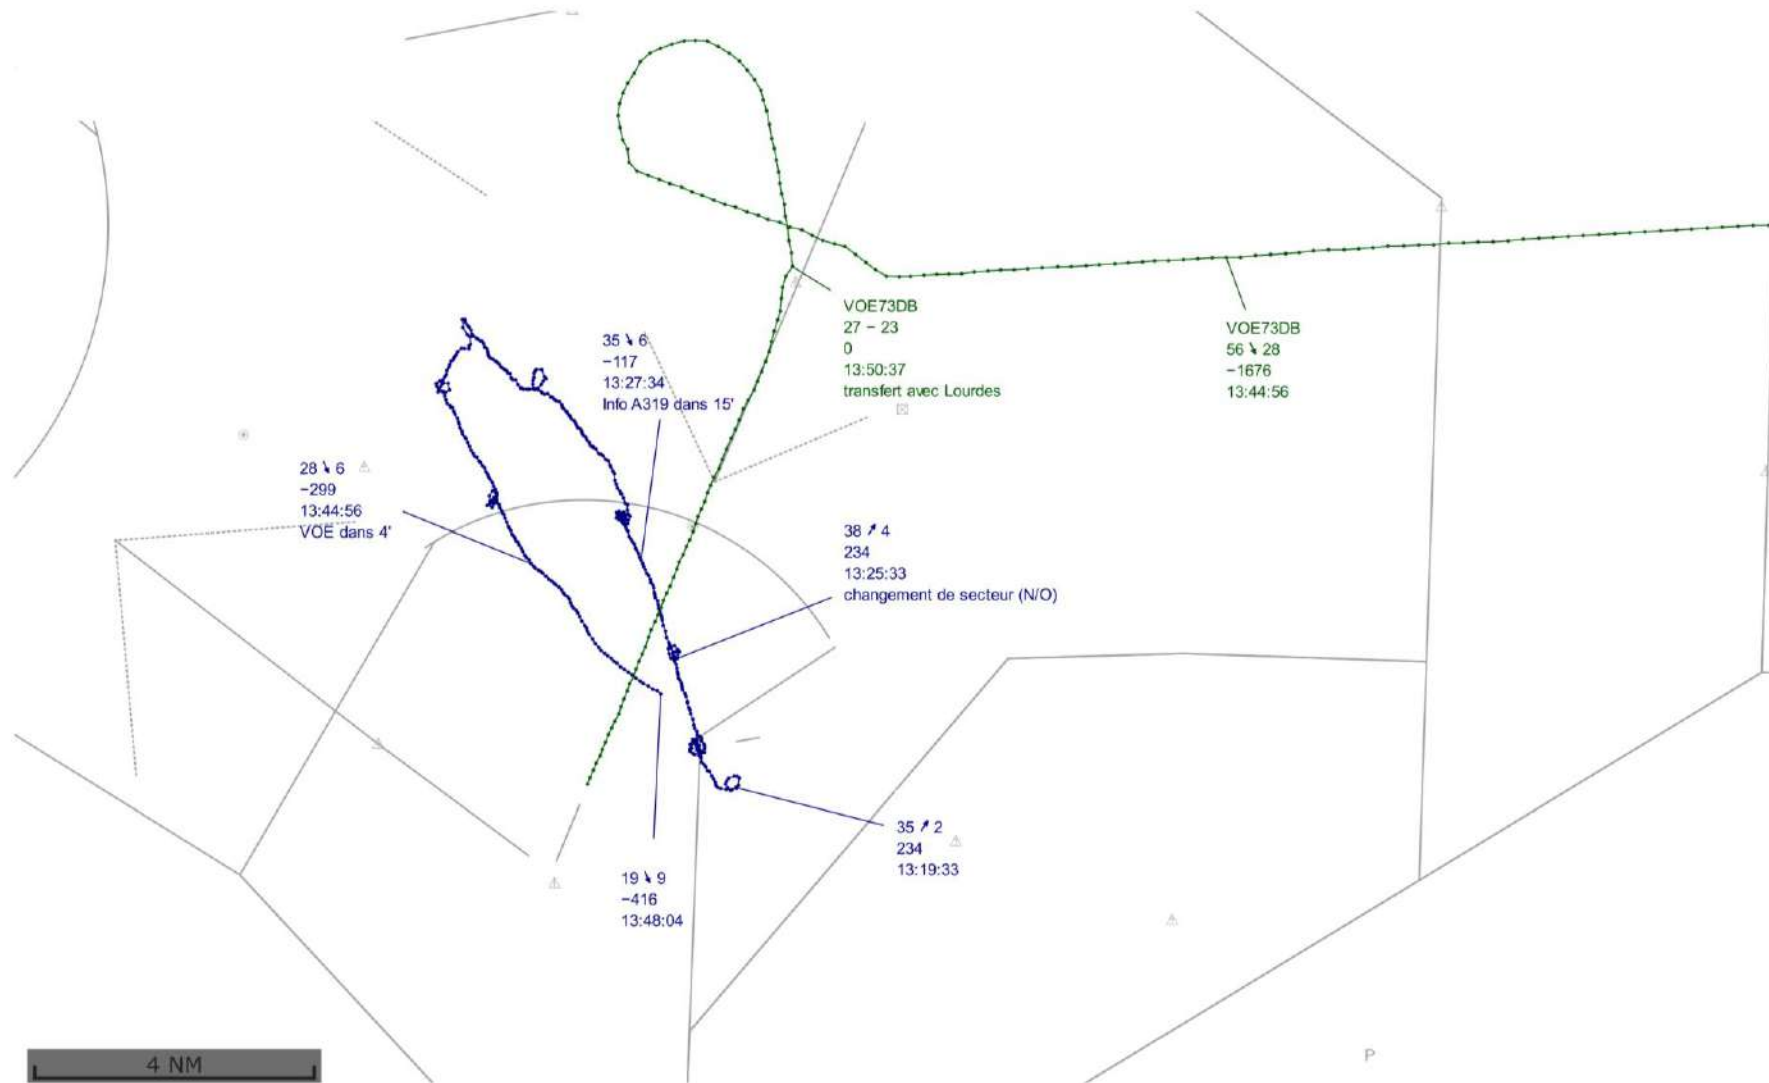 35 ↘ 6
−117
13:27:34
Info A319 dans 15'
VOE73DB
27 − 23
0
13:50:37
transfert avec Lourdes
VOE73DB
56 ↘ 28
−1676
13:44:56
28 ↘ 6
−299
13:44:56
VOE dans 4'
38 ↗ 4
234
13:25:33
changement de secteur (N/O)
35 ↗ 2
234
13:19:33
19 ↘ 9
−416
13:48:04
4 NM
P